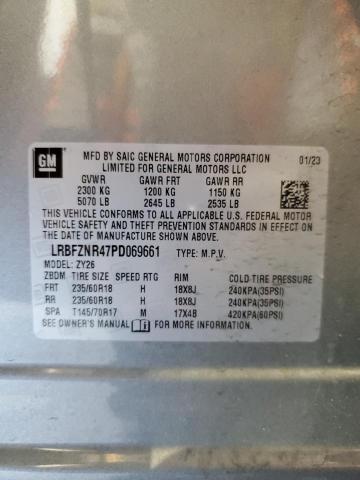 GM
01/23
MFD BY SAIC GENERAL MOTORS CORPORATION
LIMITED FOR GENERAL MOTORS LLC
GVWR GAWR FRT GAWR RR
2300 KG 1200 KG 1150 KG
5070 LB 2645 LB 2535 LB
THIS VEHICLE CONFORMS TO ALL APPLICABLE U.S. FEDERAL MOTOR
VEHICLE SAFETY AND THEFT PREVENTION STANDARDS IN EFFECT ON
THE DATE OF MANUFACTURE SHOWN ABOVE.
LRBFZNR47PD069661 TYPE: M.P.V.
MODEL: ZY26
ZBDM TIRE SIZE SPEED RTG RIM COLD TIRE PRESSURE
FRT 235/60R18 H 18X8J 240KPA(35PSI)
RR 235/60R18 H 18X8J 240KPA(35PSI)
SPA T145/70R17 M 17X4B 420KPA(60PSI)
SEE OWNER'S MANUAL FOR ADDITIONAL INFORMATION